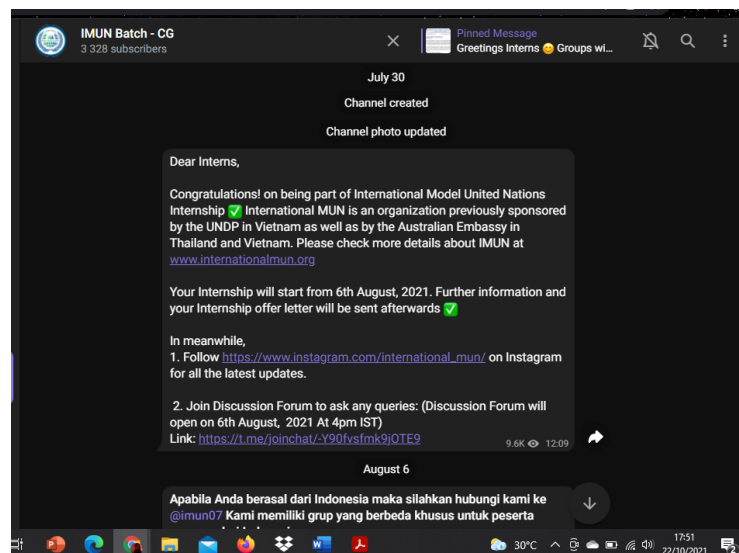 IMUN Batch - CG
3 328 subscribers
Pinned Message
Greetings Interns 😊 Groups wi...
July 30
Channel created
Channel photo updated
Dear Interns,
Congratulations! on being part of International Model United Nations
Internship ✅ International MUN is an organization previously sponsored
by the UNDP in Vietnam as well as by the Australian Embassy in
Thailand and Vietnam. Please check more details about IMUN at
www.internationalmun.org
Your Internship will start from 6th August, 2021. Further information and
your Internship offer letter will be sent afterwards ✅
In meanwhile,
1. Follow https://www.instagram.com/international_mun/ on Instagram
for all the latest updates.
2. Join Discussion Forum to ask any queries: (Discussion Forum will
open on 6th August, 2021 At 4pm IST)
Link: https://t.me/joinchat/-Y90fvsfmk9jOTE9
9.6K 12:09
August 6
Apabila Anda berasal dari Indonesia maka silahkan hubungi kami ke
@imun07 Kami memiliki grup yang berbeda khusus untuk peserta
30°C
17:51
22/10/2021
2